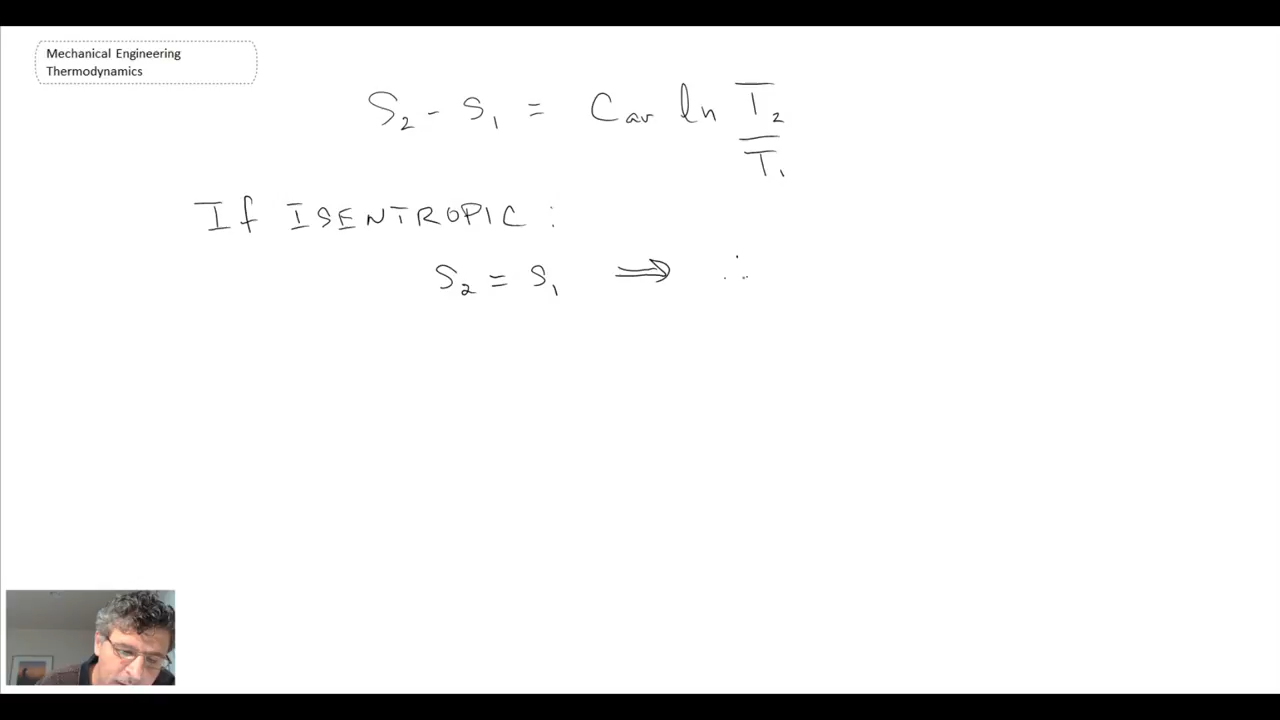 Mechanical Engineering
Thermodynamics
S₂ - S₁ = Cav ln T₂/T₁
If ISENTROPIC :
S₂ = S₁ ⟹ ∴